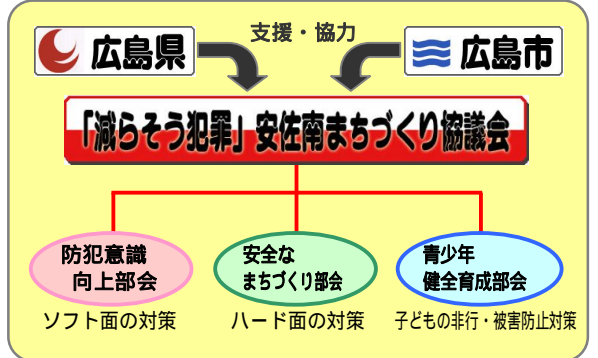 支援・協力
広島県
広島市
「減らそう犯罪」安佐南まちづくり協議会
防犯意識
向上部会
安全な
まちづくり部会
青少年
健全育成部会
ソフト面の対策
ハード面の対策
子どもの非行・被害防止対策